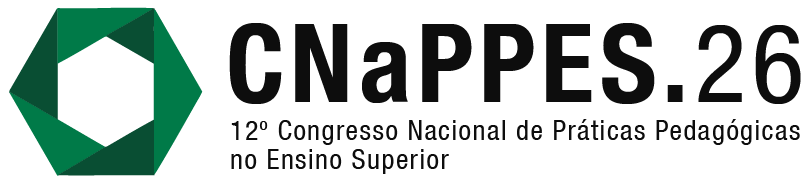 CNaPPES.26
12º Congresso Nacional de Práticas Pedagógicas
no Ensino Superior